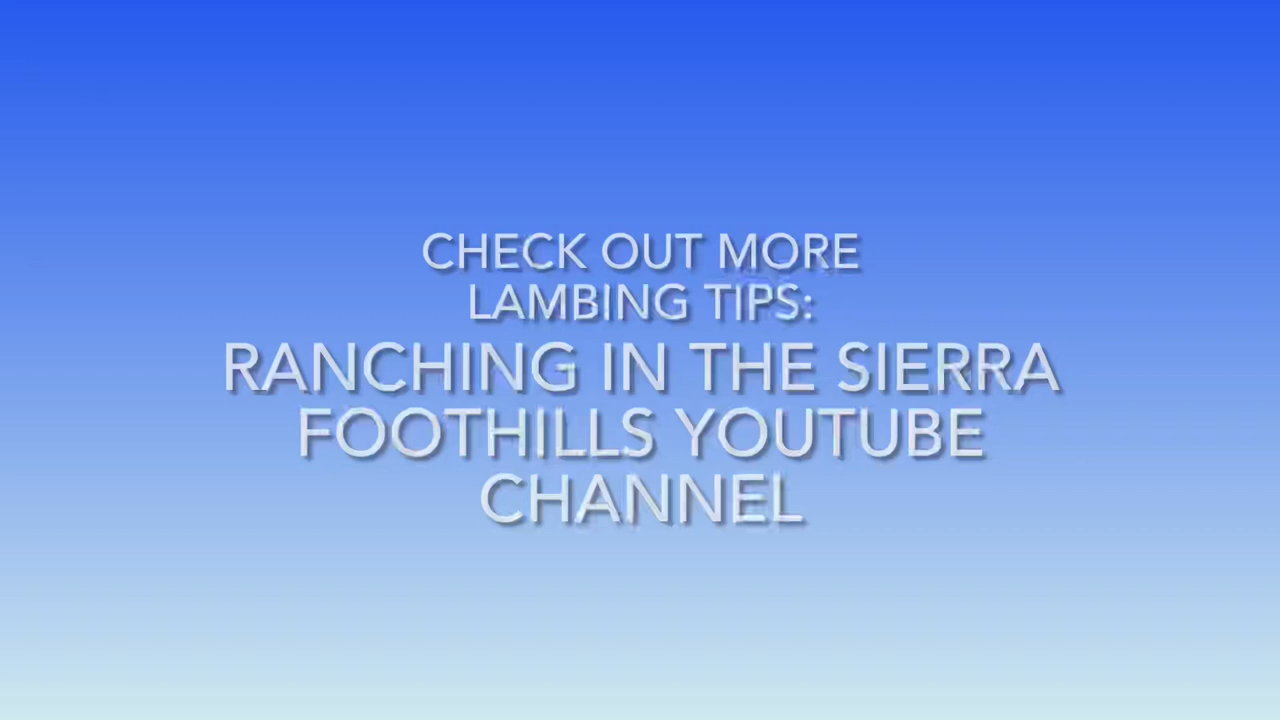 CHECK OUT MORE
LAMBING TIPS:
RANCHING IN THE SIERRA
FOOTHILLS YOUTUBE
CHANNEL